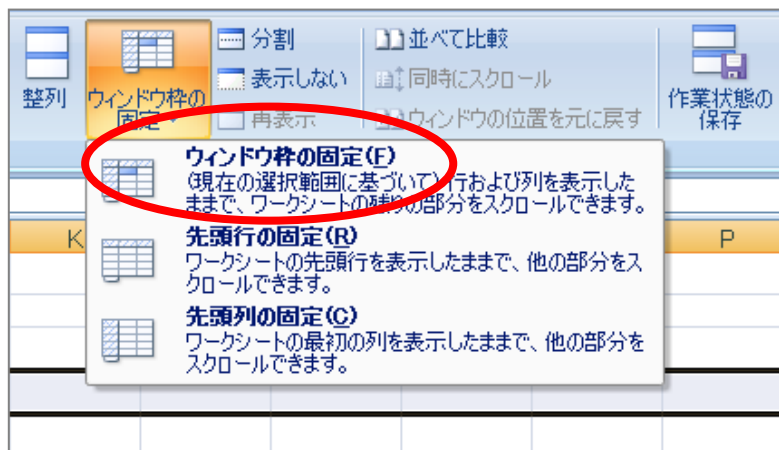 整列
ウィンドウ枠の
固定
分割
表示しない
再表示
並べて比較
同時にスクロール
ウィンドウの位置を元に戻す
作業状態の
保存
ウィンドウ枠の固定(F)
(現在の選択範囲に基づいて) 行および列を表示した
ままで、ワークシートの残りの部分をスクロールできます。
先頭行の固定(R)
ワークシートの先頭行を表示したままで、他の部分をス
クロールできます。
先頭列の固定(C)
ワークシートの最初の列を表示したままで、他の部分を
スクロールできます。
K
P